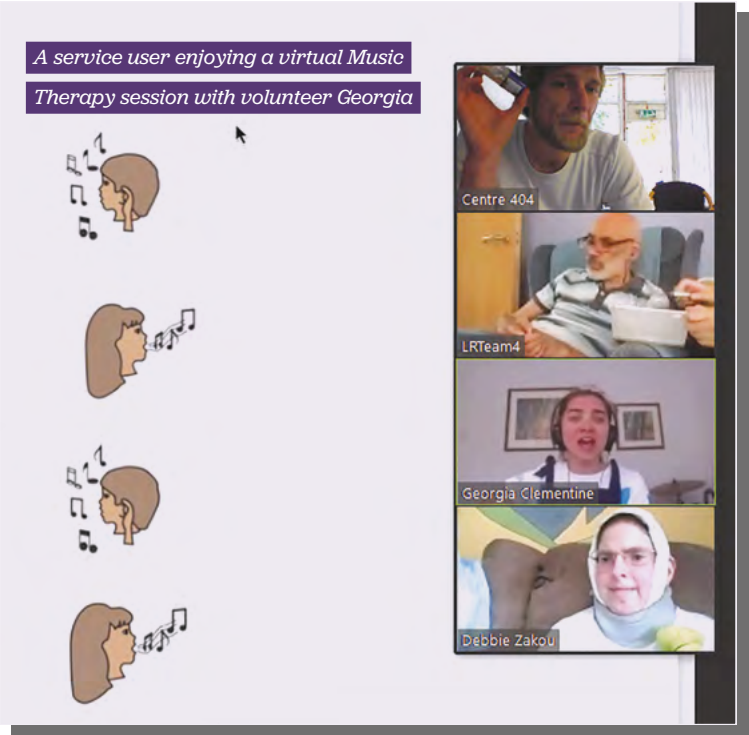 A service user enjoying a virtual Music
Therapy session with volunteer Georgia
Centre 404
LRTeam4
Georgia Clementine
Debbie Zakou